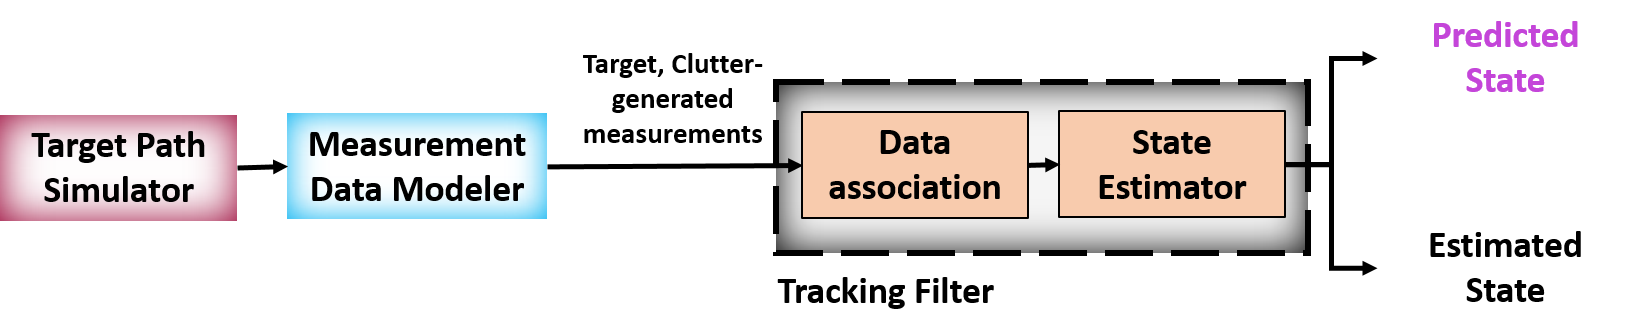 Target Path
Simulator
Measurement
Data Modeler
Target, Clutter-
generated
measurements
Data
association
State
Estimator
Tracking Filter
Predicted
State
Estimated
State